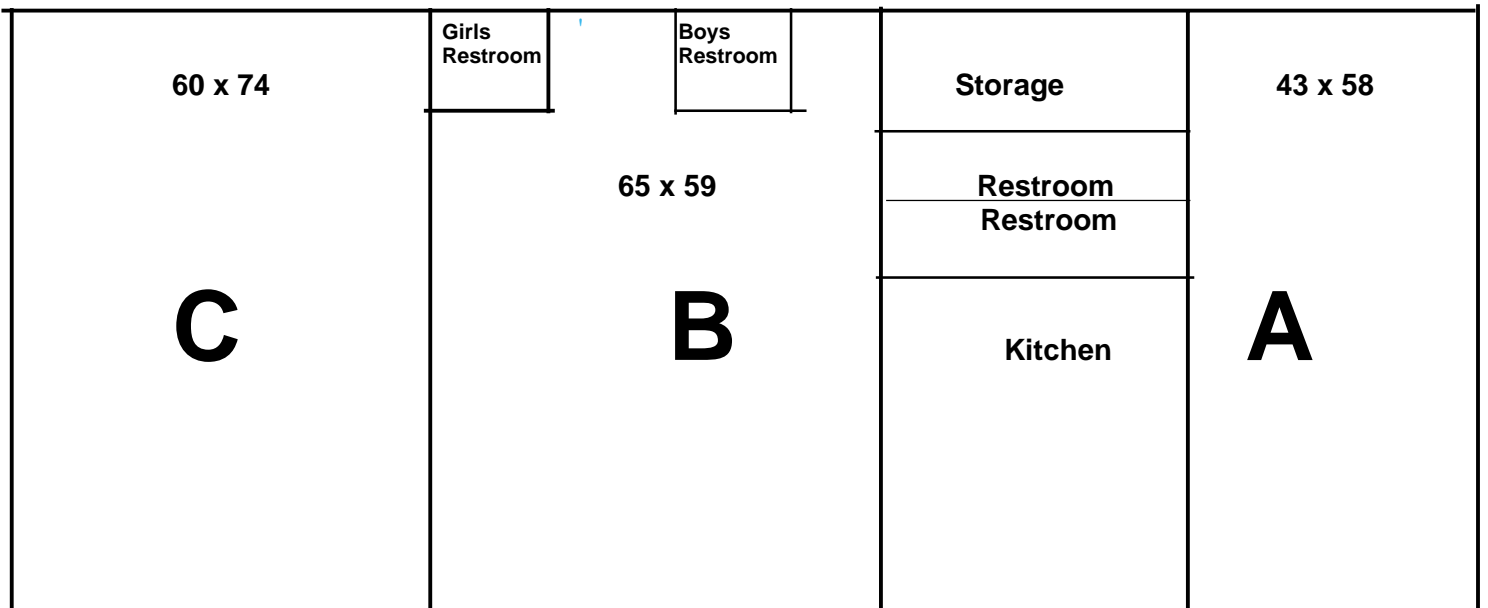 Girls
Restroom
Boys
Restroom
60 x 74
Storage
43 x 58
65 x 59
Restroom
Restroom
C
B
Kitchen
A